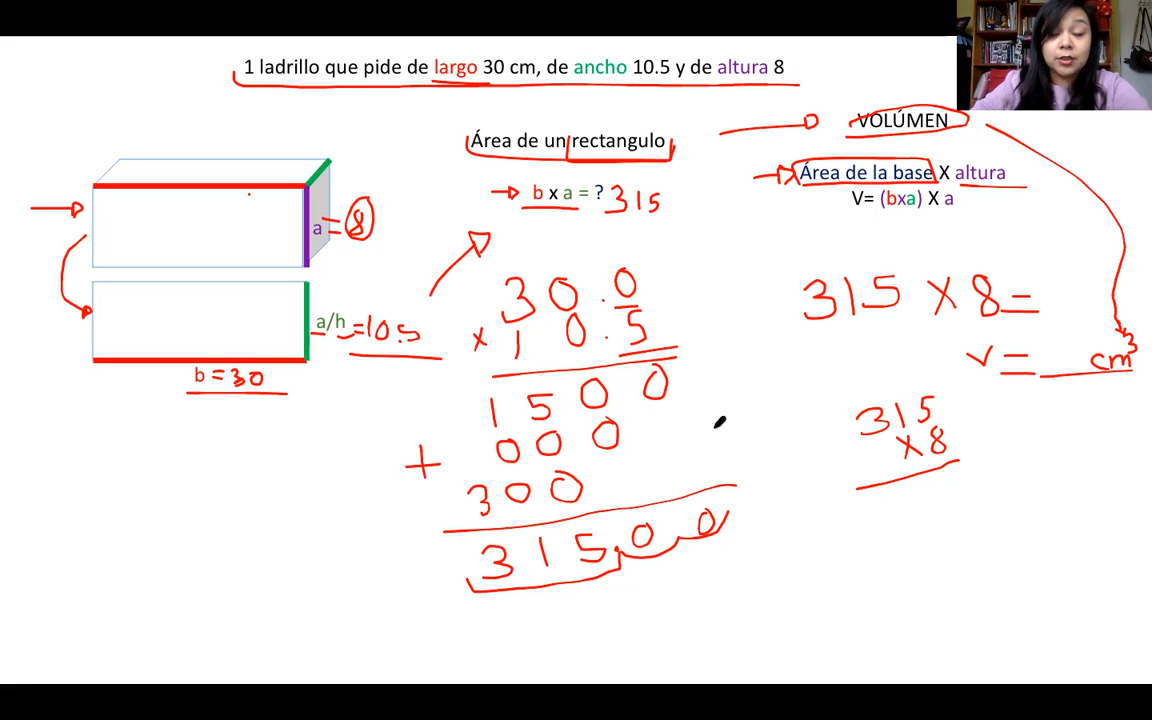 1 ladrillo que pide de largo 30 cm, de ancho 10.5 y de altura 8
Área de un rectangulo
b x a = ? 315
VOLÚMEN
Área de la base X altura
V= (bxa) X a
a = 8
a/h =10.5
b = 30
30.0
x 10.5
1500
+ 000
300
315.00
315 X 8=
v = cm³
315
X8